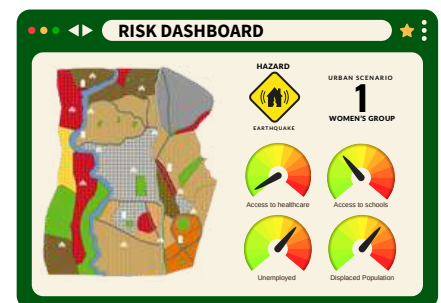 RISK DASHBOARD
HAZARD
EARTHQUAKE
URBAN SCENARIO
1
WOMEN'S GROUP
Access to healthcare
Access to schools
Unemployed
Displaced Population